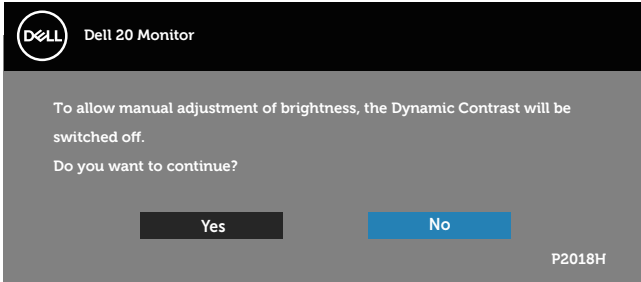 DELL
Dell 20 Monitor
To allow manual adjustment of brightness, the Dynamic Contrast will be
switched off.
Do you want to continue?
Yes
No
P2018H